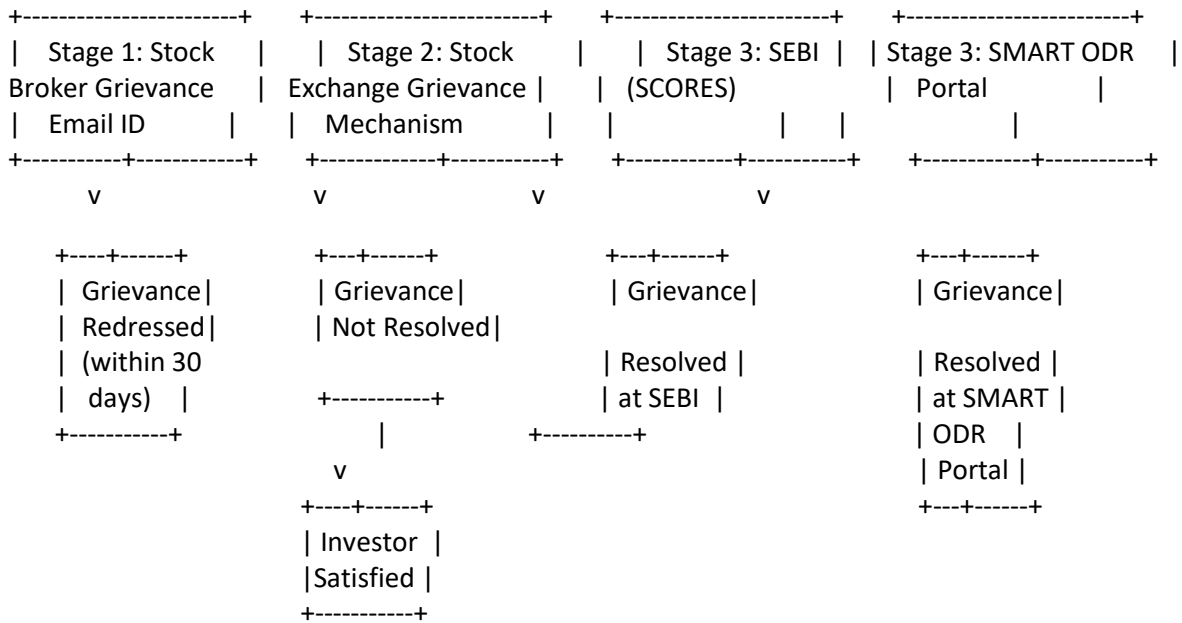 +------------------------+ +--------------------------+ +------------------------+ +--------------------------+
| Stage 1: Stock | | Stage 2: Stock | | Stage 3: SEBI | | Stage 3: SMART ODR |
Broker Grievance | Exchange Grievance | | (SCORES) | Portal |
| Email ID | | Mechanism | | | | |
+-----------+------------+ +-------------+-----------+ +------------+-----------+ +------------+-----------+
v v v v
+----+------+ +---+------+ +---+------+ +---+------+
| Grievance| | Grievance| | Grievance| | Grievance|
| Redressed| | Not Resolved|
| (within 30 | Resolved | | Resolved |
| days) | +-----------+ | at SEBI | | at SMART |
+-----------+ | +----------+ | ODR |
v | Portal |
+----+------+ +---+------+
| Investor |
|Satisfied |
+-----------+